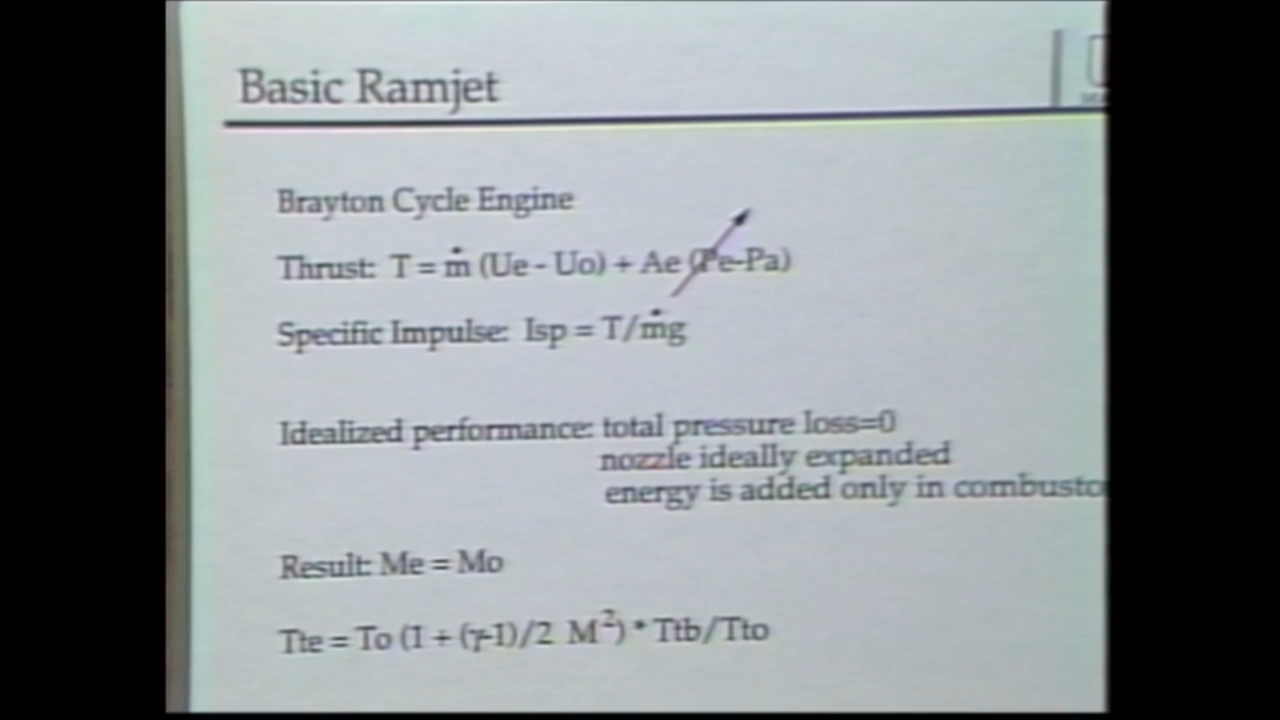 Basic Ramjet
Brayton Cycle Engine
Thrust: T = ṁ (Ue - Uo) + Ae (Pe-Pa)
Specific Impulse: Isp = T/ṁg
Idealized performance: total pressure loss=0
nozzle ideally expanded
energy is added only in combusto
Result: Me = Mo
Tte = To (1 + (γ-1)/2 M²) * Ttb/Tto